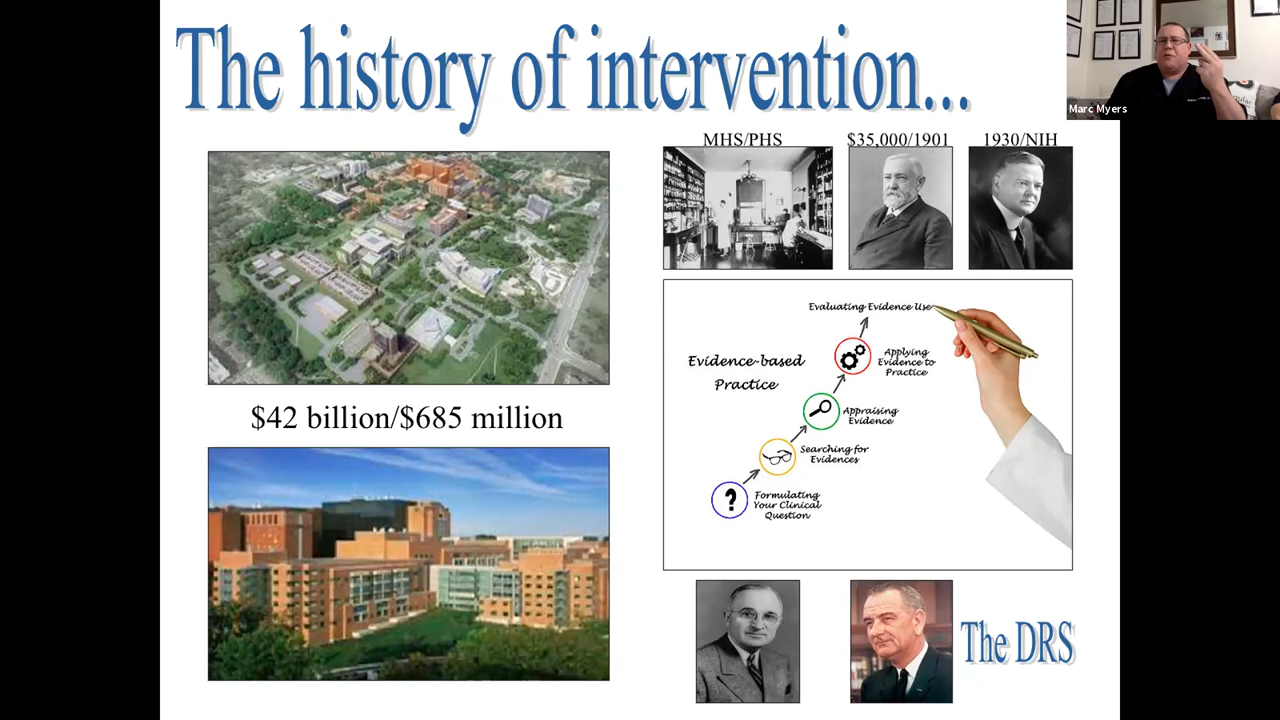 The history of intervention...
Marc Myers
MHS/PHS
$35,000/1901
1930/NIH
$42 billion/$685 million
Evaluating Evidence Use
Evidence-based
Practice
Applying
Evidence to
Practice
Appraising
Evidence
Searching for
Evidences
?
Formulating
Your Clinical
Question
The DRS